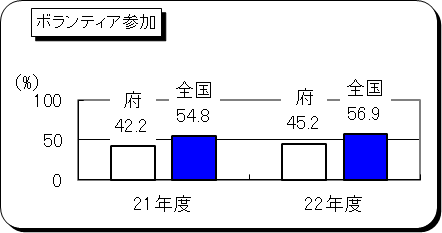 ボランティア参加
(%)
府 全国 府 全国
42.2 54.8 45.2 56.9
100
50
0
21年度 22年度